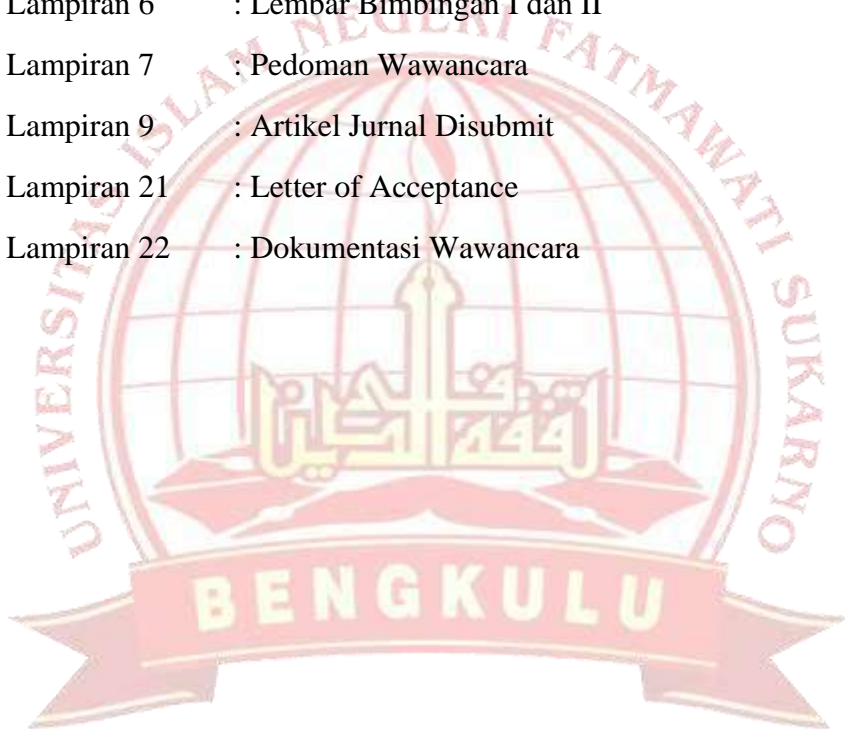 Lampiran 6 : Lembar Bimbingan I dan II
Lampiran 7 : Pedoman Wawancara
Lampiran 9 : Artikel Jurnal Disubmit
Lampiran 21 : Letter of Acceptance
Lampiran 22 : Dokumentasi Wawancara
UNIVERSITAS ISLAM NEGERI FATMAWATI SUKARNO
BENGKULU